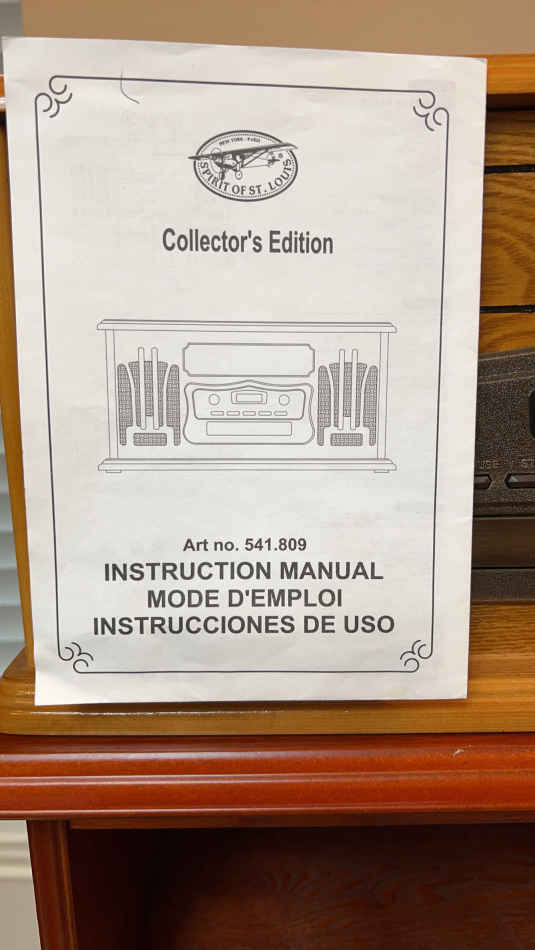 NEW YORK - PARIS
SPIRIT OF ST. LOUIS
Collector's Edition
Art no. 541.809
INSTRUCTION MANUAL
MODE D'EMPLOI
INSTRUCCIONES DE USO